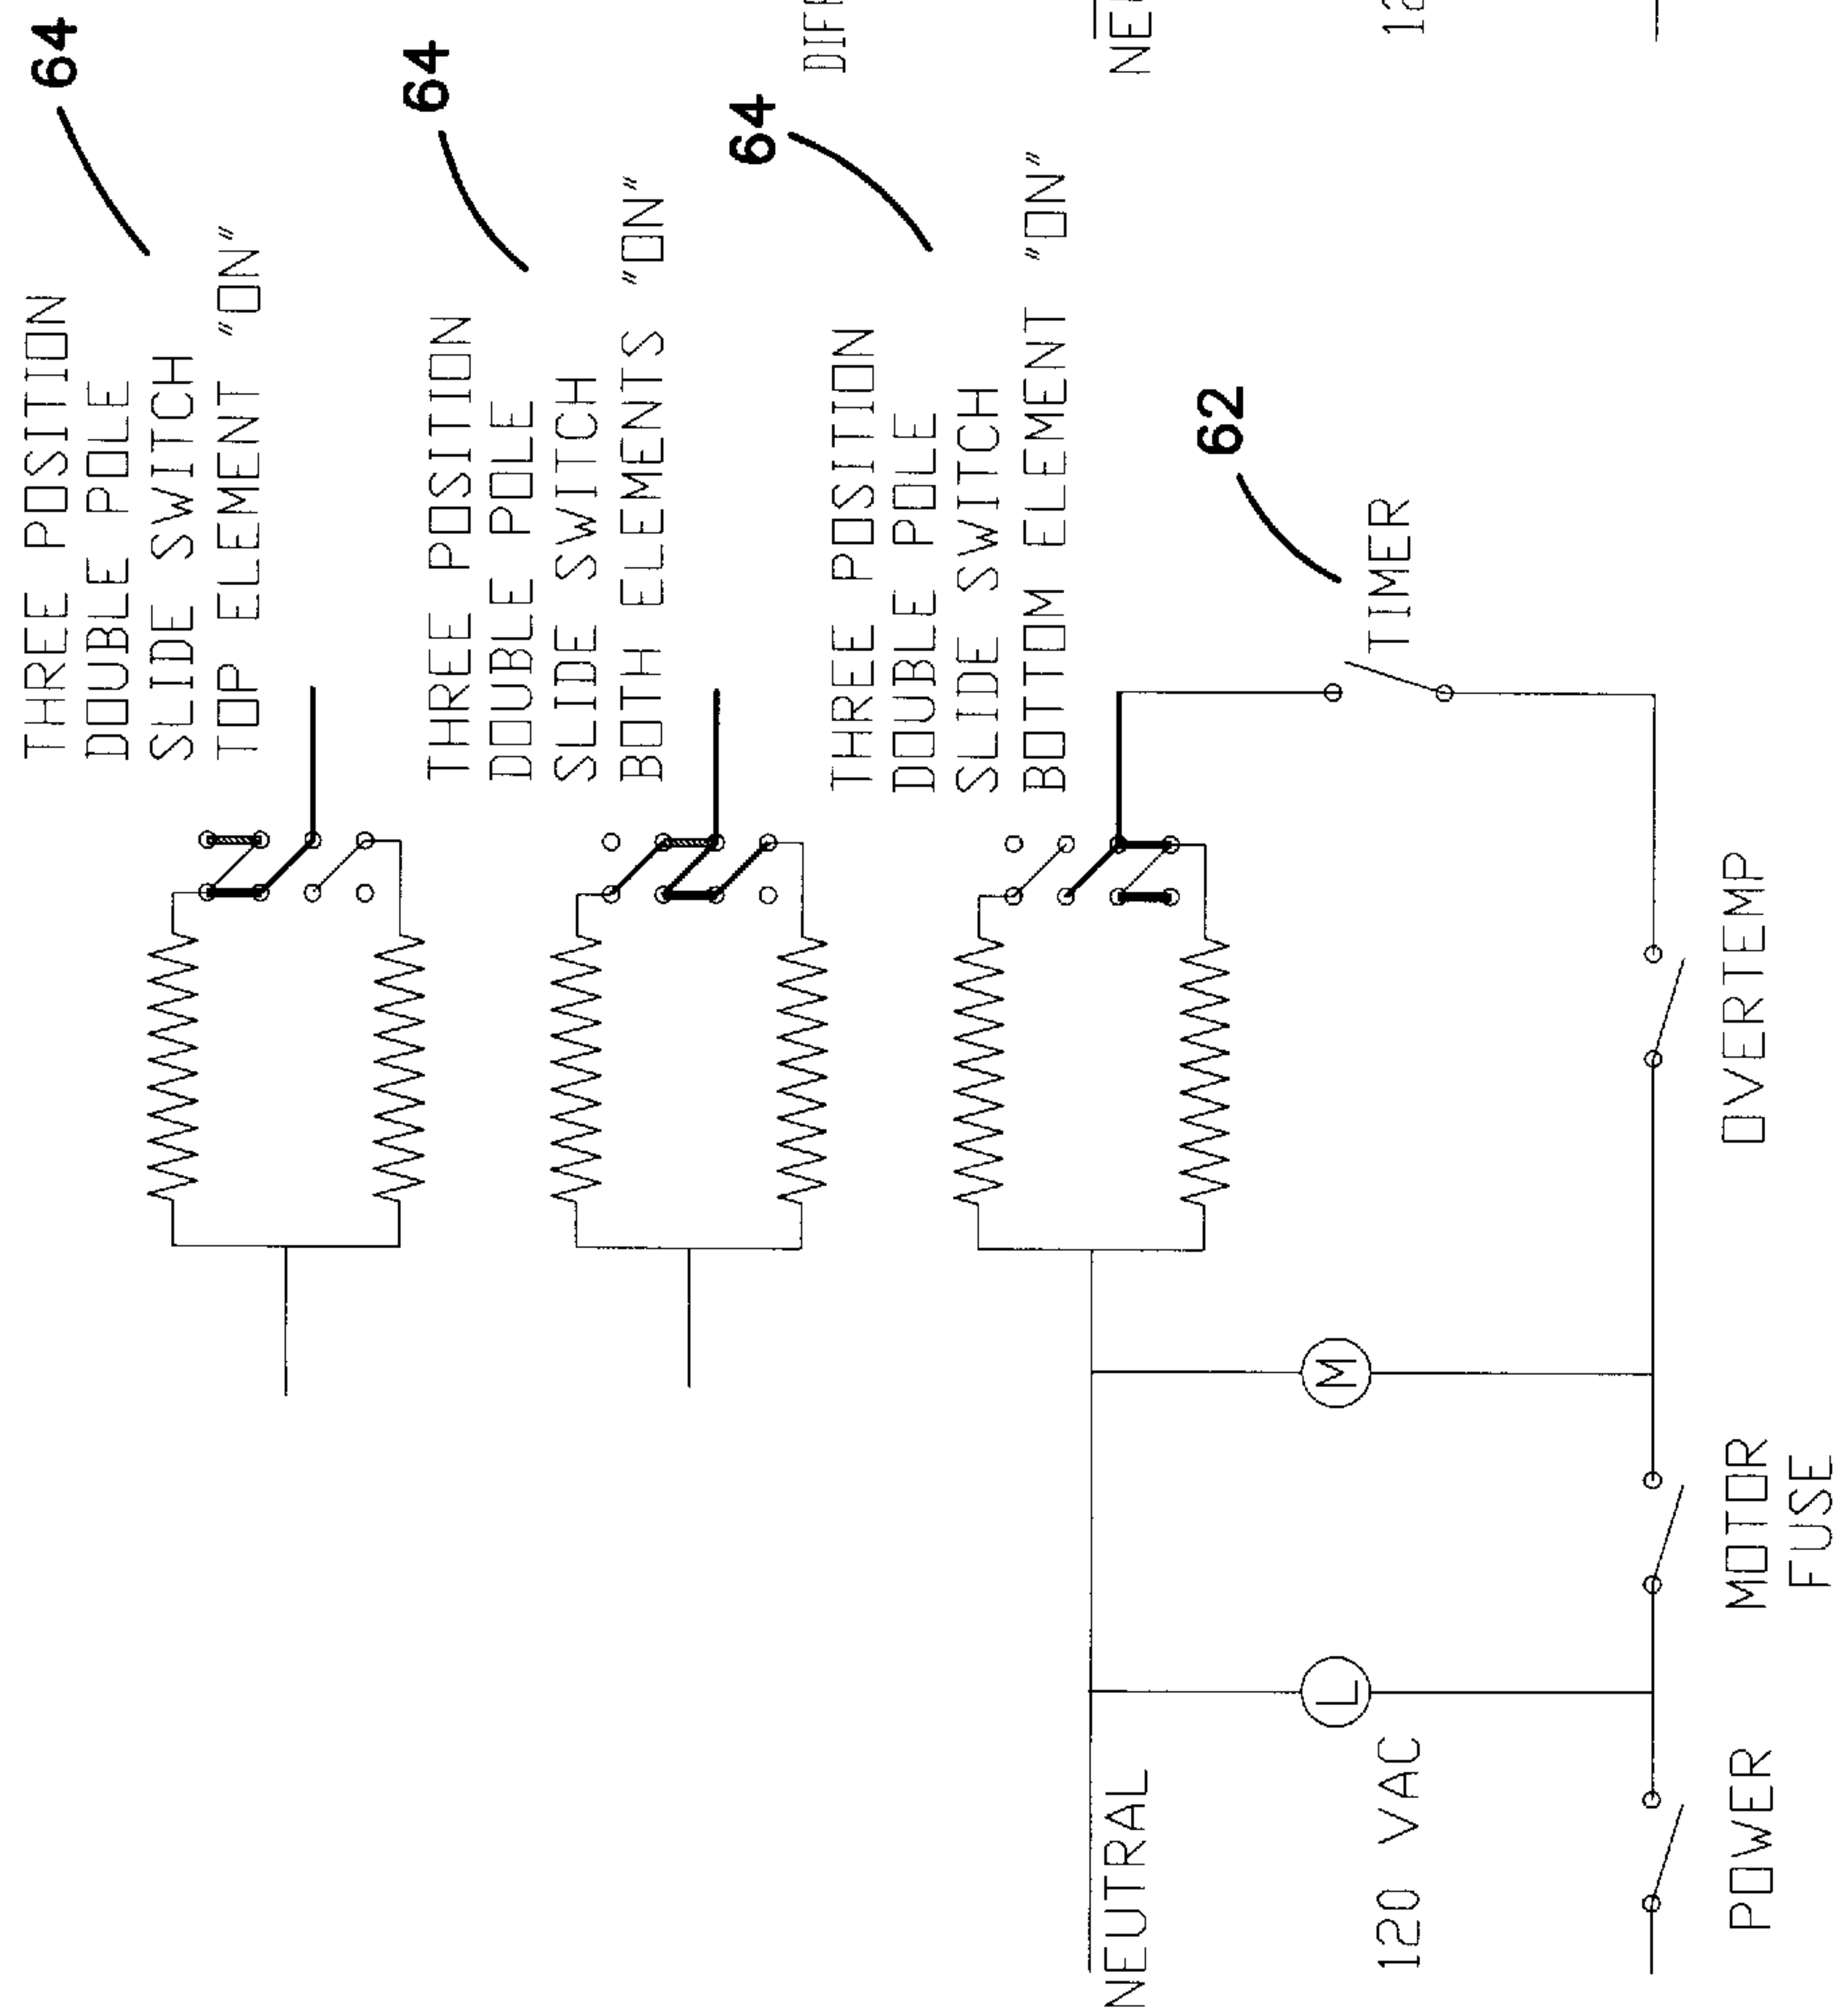 THREE POSITION
DOUBLE POLE
SLIDE SWITCH
TOP ELEMENT "ON"
64
THREE POSITION
DOUBLE POLE
SLIDE SWITCH
BOTH ELEMENTS "ON"
64
THREE POSITION
DOUBLE POLE
SLIDE SWITCH
BOTTOM ELEMENT "ON"
64
62
TIMER
NEUTRAL
120 VAC
L
M
POWER
MOTOR
FUSE
OVERTEMP